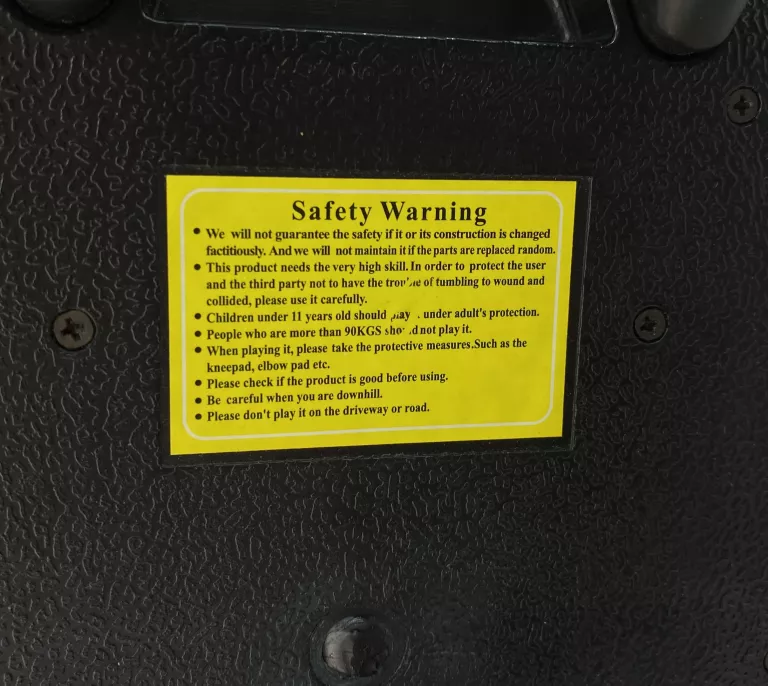 Safety Warning
• We will not guarantee the safety if it or its construction is changed
factitiously. And we will not maintain it if the parts are replaced random.
• This product needs the very high skill. In order to protect the user
and the third party not to have the of tumbling to wound and
collided, please use it carefully.
• Children under 11 years old should play under adult's protection.
• People who are more than 90KGS not play it.
• When playing it, please take the protective measures.Such as the
kneepad, elbow pad etc.
• Please check if the product is good before using.
• Be careful when you are downhill.
• Please don't play it on the driveway or road.